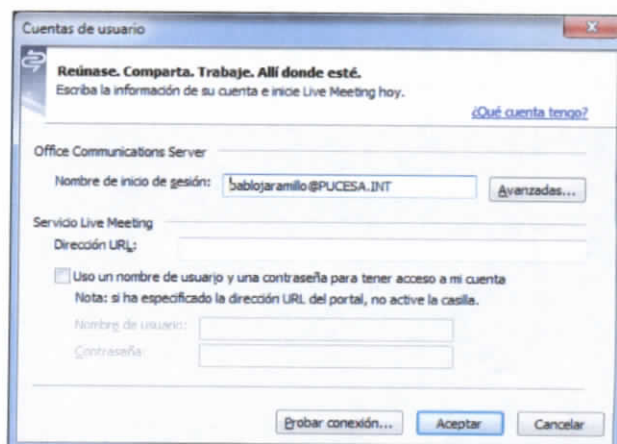 Cuentas de usuario
Reúnase. Comparta. Trabaje. Allí donde esté.
Escriba la información de su cuenta e inicie Live Meeting hoy.
¿Qué cuenta tengo?
Office Communications Server
Nombre de inicio de sesión: pablojaramillo@PUCESA.INT Avanzadas...
Servicio Live Meeting
Dirección URL:
Uso un nombre de usuario y una contraseña para tener acceso a mi cuenta
Nota: si ha especificado la dirección URL del portal, no active la casilla.
Nombre de usuario:
Contraseña:
Probar conexión... Aceptar Cancelar